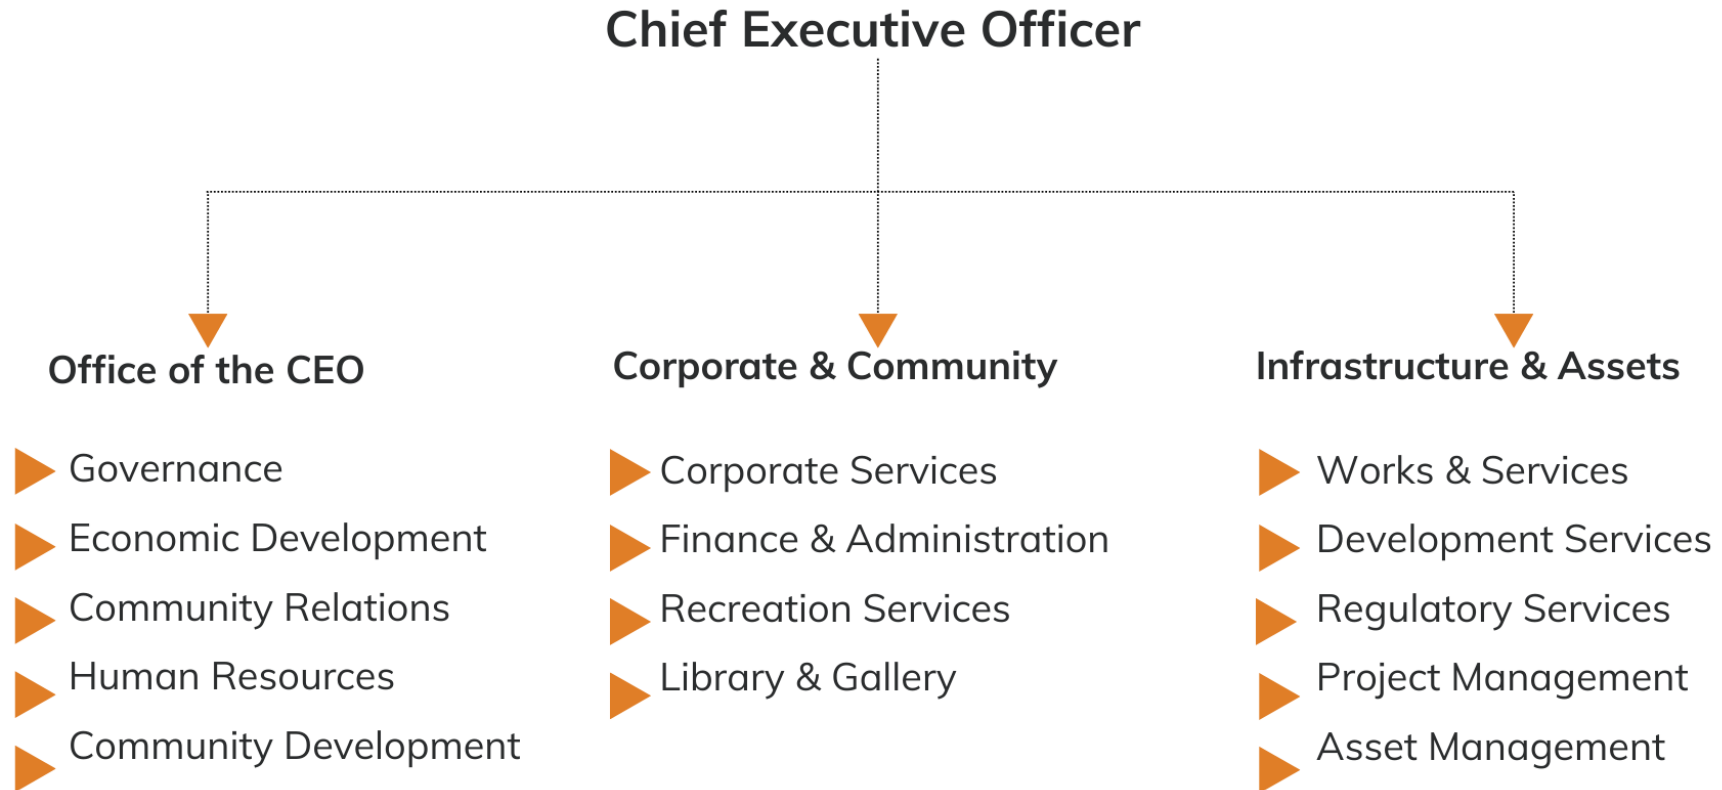 Chief Executive Officer
Office of the CEO
Governance
Economic Development
Community Relations
Human Resources
Community Development
Corporate & Community
Corporate Services
Finance & Administration
Recreation Services
Library & Gallery
Infrastructure & Assets
Works & Services
Development Services
Regulatory Services
Project Management
Asset Management